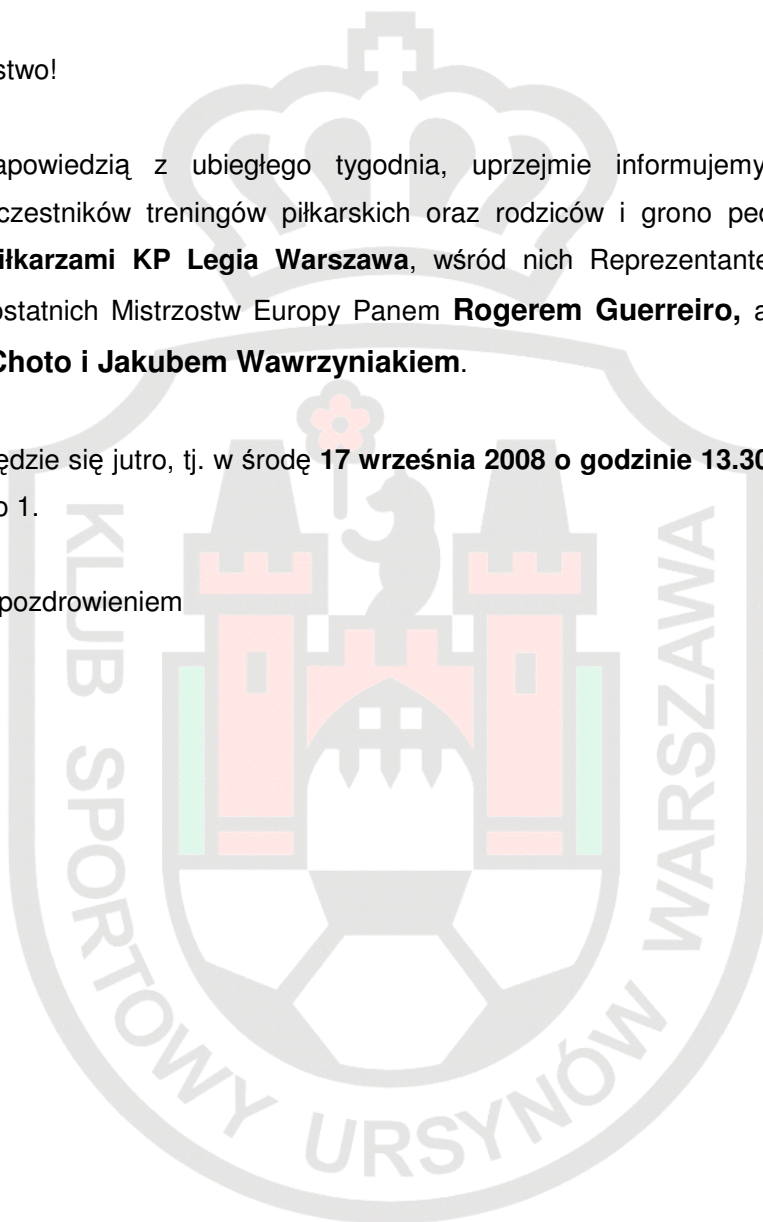 stwo!
apowiedzią z ubiegłego tygodnia, uprzejmie informujemy
czestników treningów piłkarskich oraz rodziców i grono pec
iłkarzami KP Legia Warszawa, wśród nich Reprezentante
ostatnich Mistrzostw Europy Panem Rogerem Guerreiro, a
Choto i Jakubem Wawrzyniakiem.
ędzie się jutro, tj. w środę 17 września 2008 o godzinie 13.30
o 1.
pozdrowieniem
KLUB SPORTOWY URSYNÓW WARSZAWA